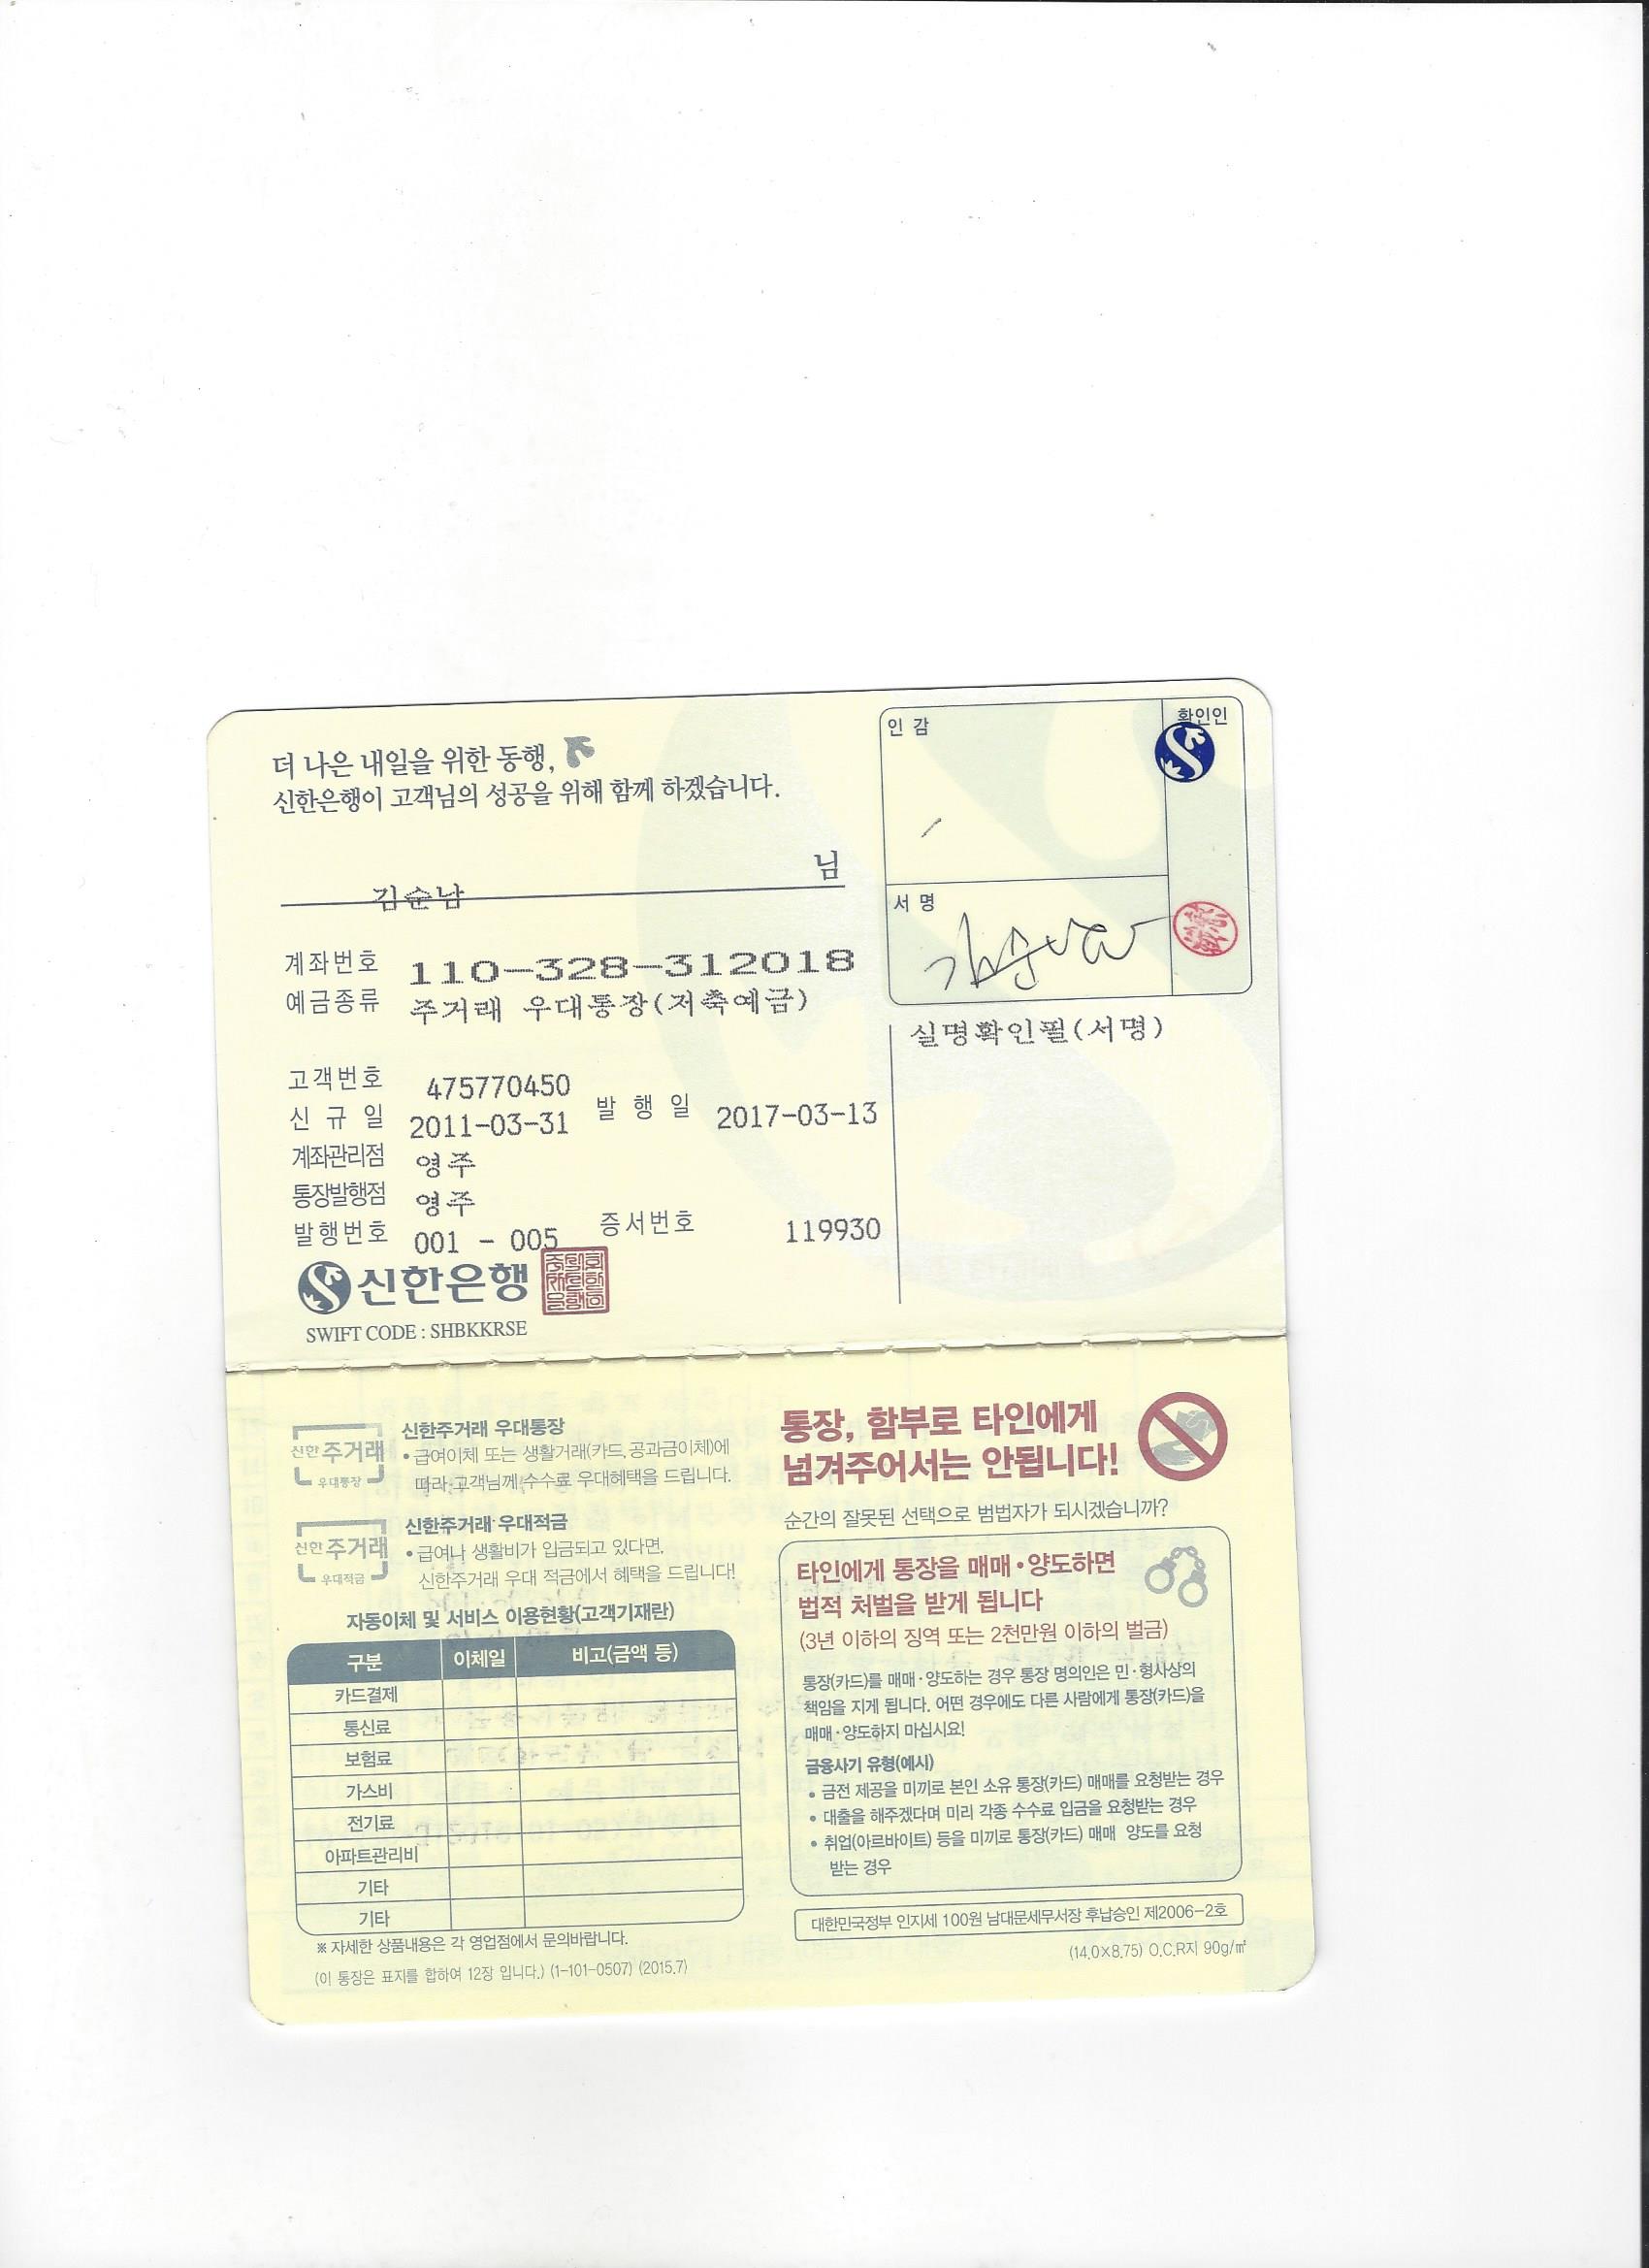 더 나은 내일을 위한 동행,
신한은행이 고객님의 성공을 위해 함께 하겠습니다.
김순남 님
계좌번호 110-328-312018
예금종류 주거래 우대통장(저축예금)
고객번호 475770450
신 규 일 2011-03-31 발 행 일 2017-03-13
계좌관리점 영주
통장발행점 영주
발행번호 001 - 005 증서번호 119930
신한은행
SWIFT CODE : SHBKKRSE
인 감
확인인
서 명
김순남
실명확인필(서명)
신한 주거래
우대통장
신한주거래 우대통장
• 급여이체 또는 생활거래(카드,공과금이체)에
따라 고객님께 수수료 우대혜택을 드립니다.
신한 주거래
우대적금
신한주거래 우대적금
• 급여나 생활비가 입금되고 있다면,
신한주거래 우대 적금에서 혜택을 드립니다!
자동이체 및 서비스 이용현황(고객기재란)
구분 이체일 비고(금액 등)
카드결제
통신료
보험료
가스비
전기료
아파트관리비
기타
기타
※ 자세한 상품내용은 각 영업점에서 문의바랍니다.
(이 통장은 표지를 합하여 12장 입니다.) (1-101-0507) (2015.7)
통장, 함부로 타인에게
넘겨주어서는 안됩니다!
순간의 잘못된 선택으로 범법자가 되시겠습니까?
타인에게 통장을 매매·양도하면
법적 처벌을 받게 됩니다
(3년 이하의 징역 또는 2천만원 이하의 벌금)
통장(카드)를 매매·양도하는 경우 통장 명의인은 민·형사상의
책임을 지게 됩니다. 어떤 경우에도 다른 사람에게 통장(카드)을
매매·양도하지 마십시요!
금융사기 유형(예시)
• 금전 제공을 미끼로 본인 소유 통장(카드) 매매를 요청받는 경우
• 대출을 해주겠다며 미리 각종 수수료 입금을 요청받는 경우
• 취업(아르바이트) 등을 미끼로 통장(카드) 매매 양도를 요청
받는 경우
대한민국정부 인지세 100원 남대문세무서장 후납승인 제2006-2호
(14.0×8.75) O.C.R지 90g/㎡